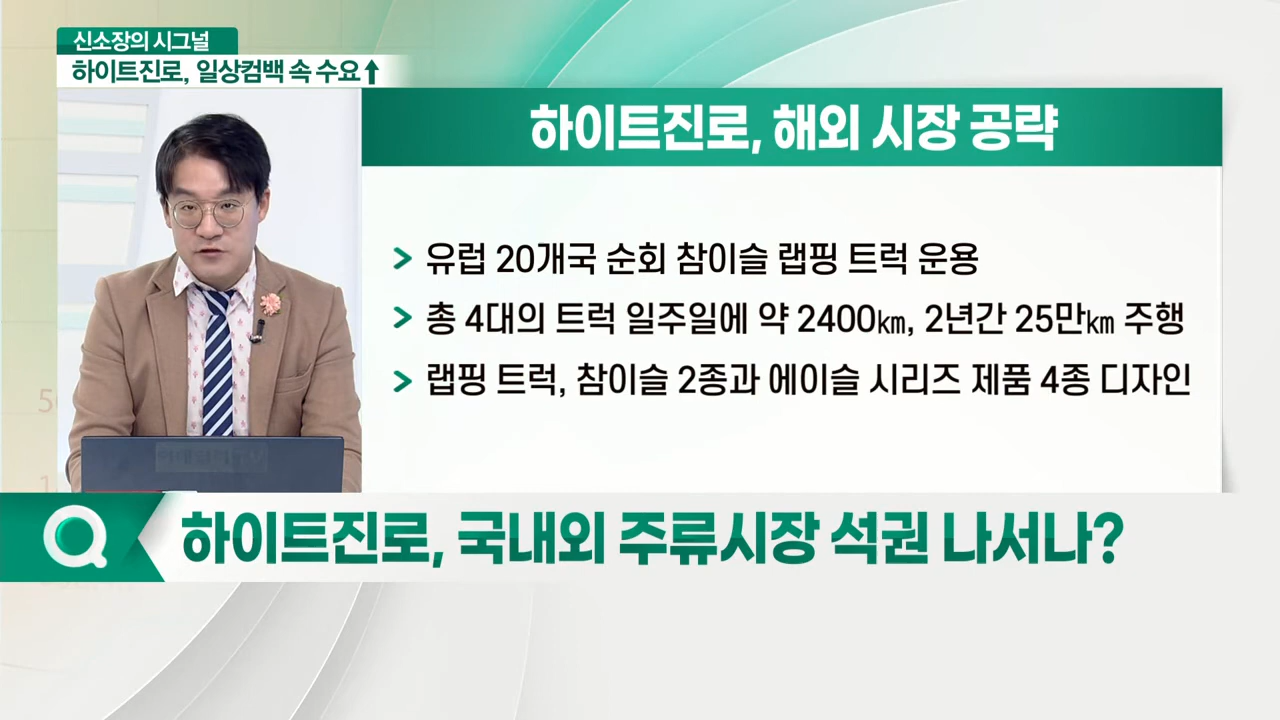 신소장의 시그널
하이트진로, 일상컴백 속 수요↑
하이트진로, 해외 시장 공략
> 유럽 20개국 순회 참이슬 랩핑 트럭 운용
> 총 4대의 트럭 일주일에 약 2400㎞, 2년간 25만㎞ 주행
> 랩핑 트럭, 참이슬 2종과 에이슬 시리즈 제품 4종 디자인
Q 하이트진로, 국내외 주류시장 석권 나서나?